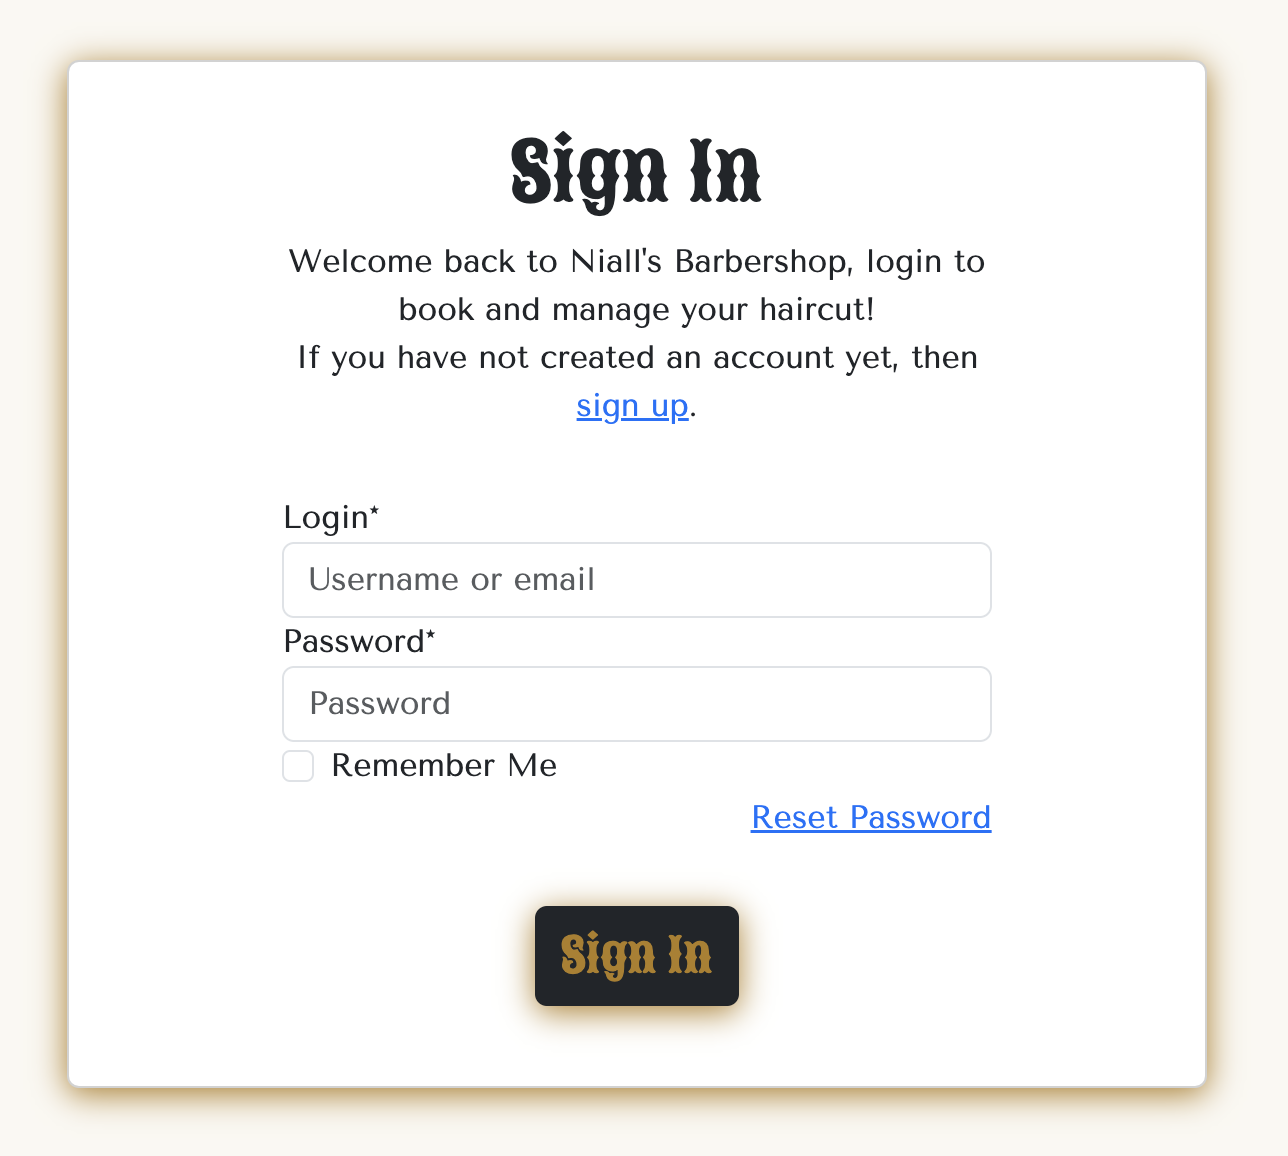 Sign In
Welcome back to Niall's Barbershop, login to
book and manage your haircut!
If you have not created an account yet, then
sign up.
Login*
Username or email
Password*
Password
Remember Me
Reset Password
Sign In